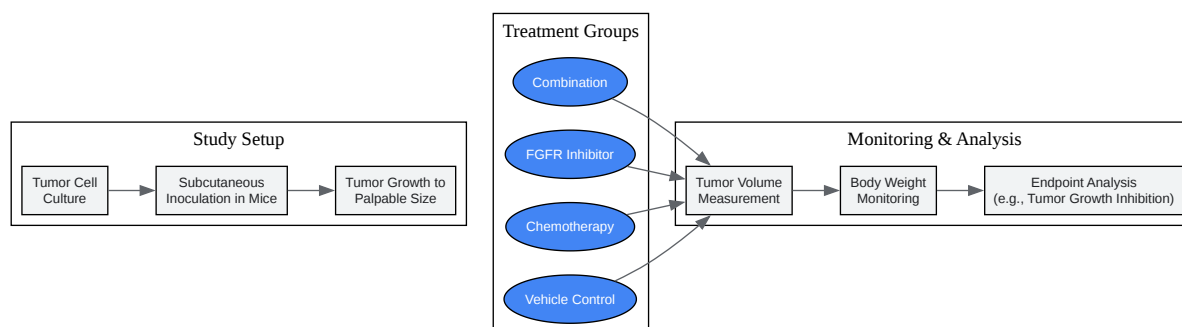 Study Setup
Tumor Cell
Culture
Subcutaneous
Inoculation in Mice
Tumor Growth to
Palpable Size
Treatment Groups
Combination
FGFR Inhibitor
Chemotherapy
Vehicle Control
Monitoring & Analysis
Tumor Volume
Measurement
Body Weight
Monitoring
Endpoint Analysis
(e.g., Tumor Growth Inhibition)